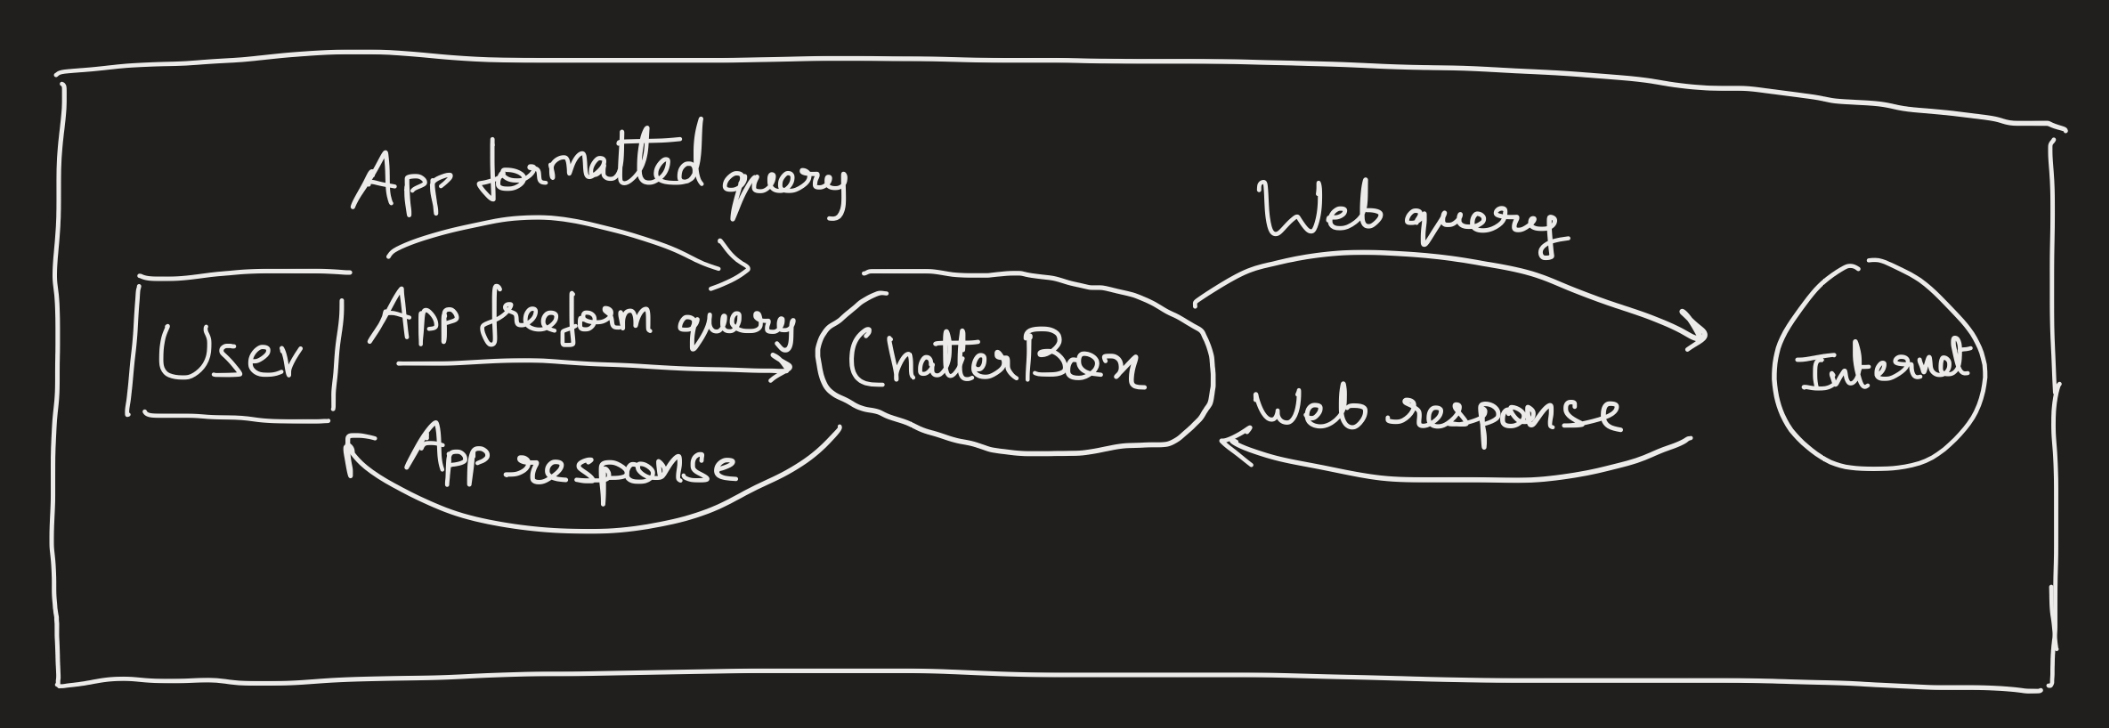 App formatted query
Web query
App freeform query
User
ChatterBox
Internet
Web response
App response